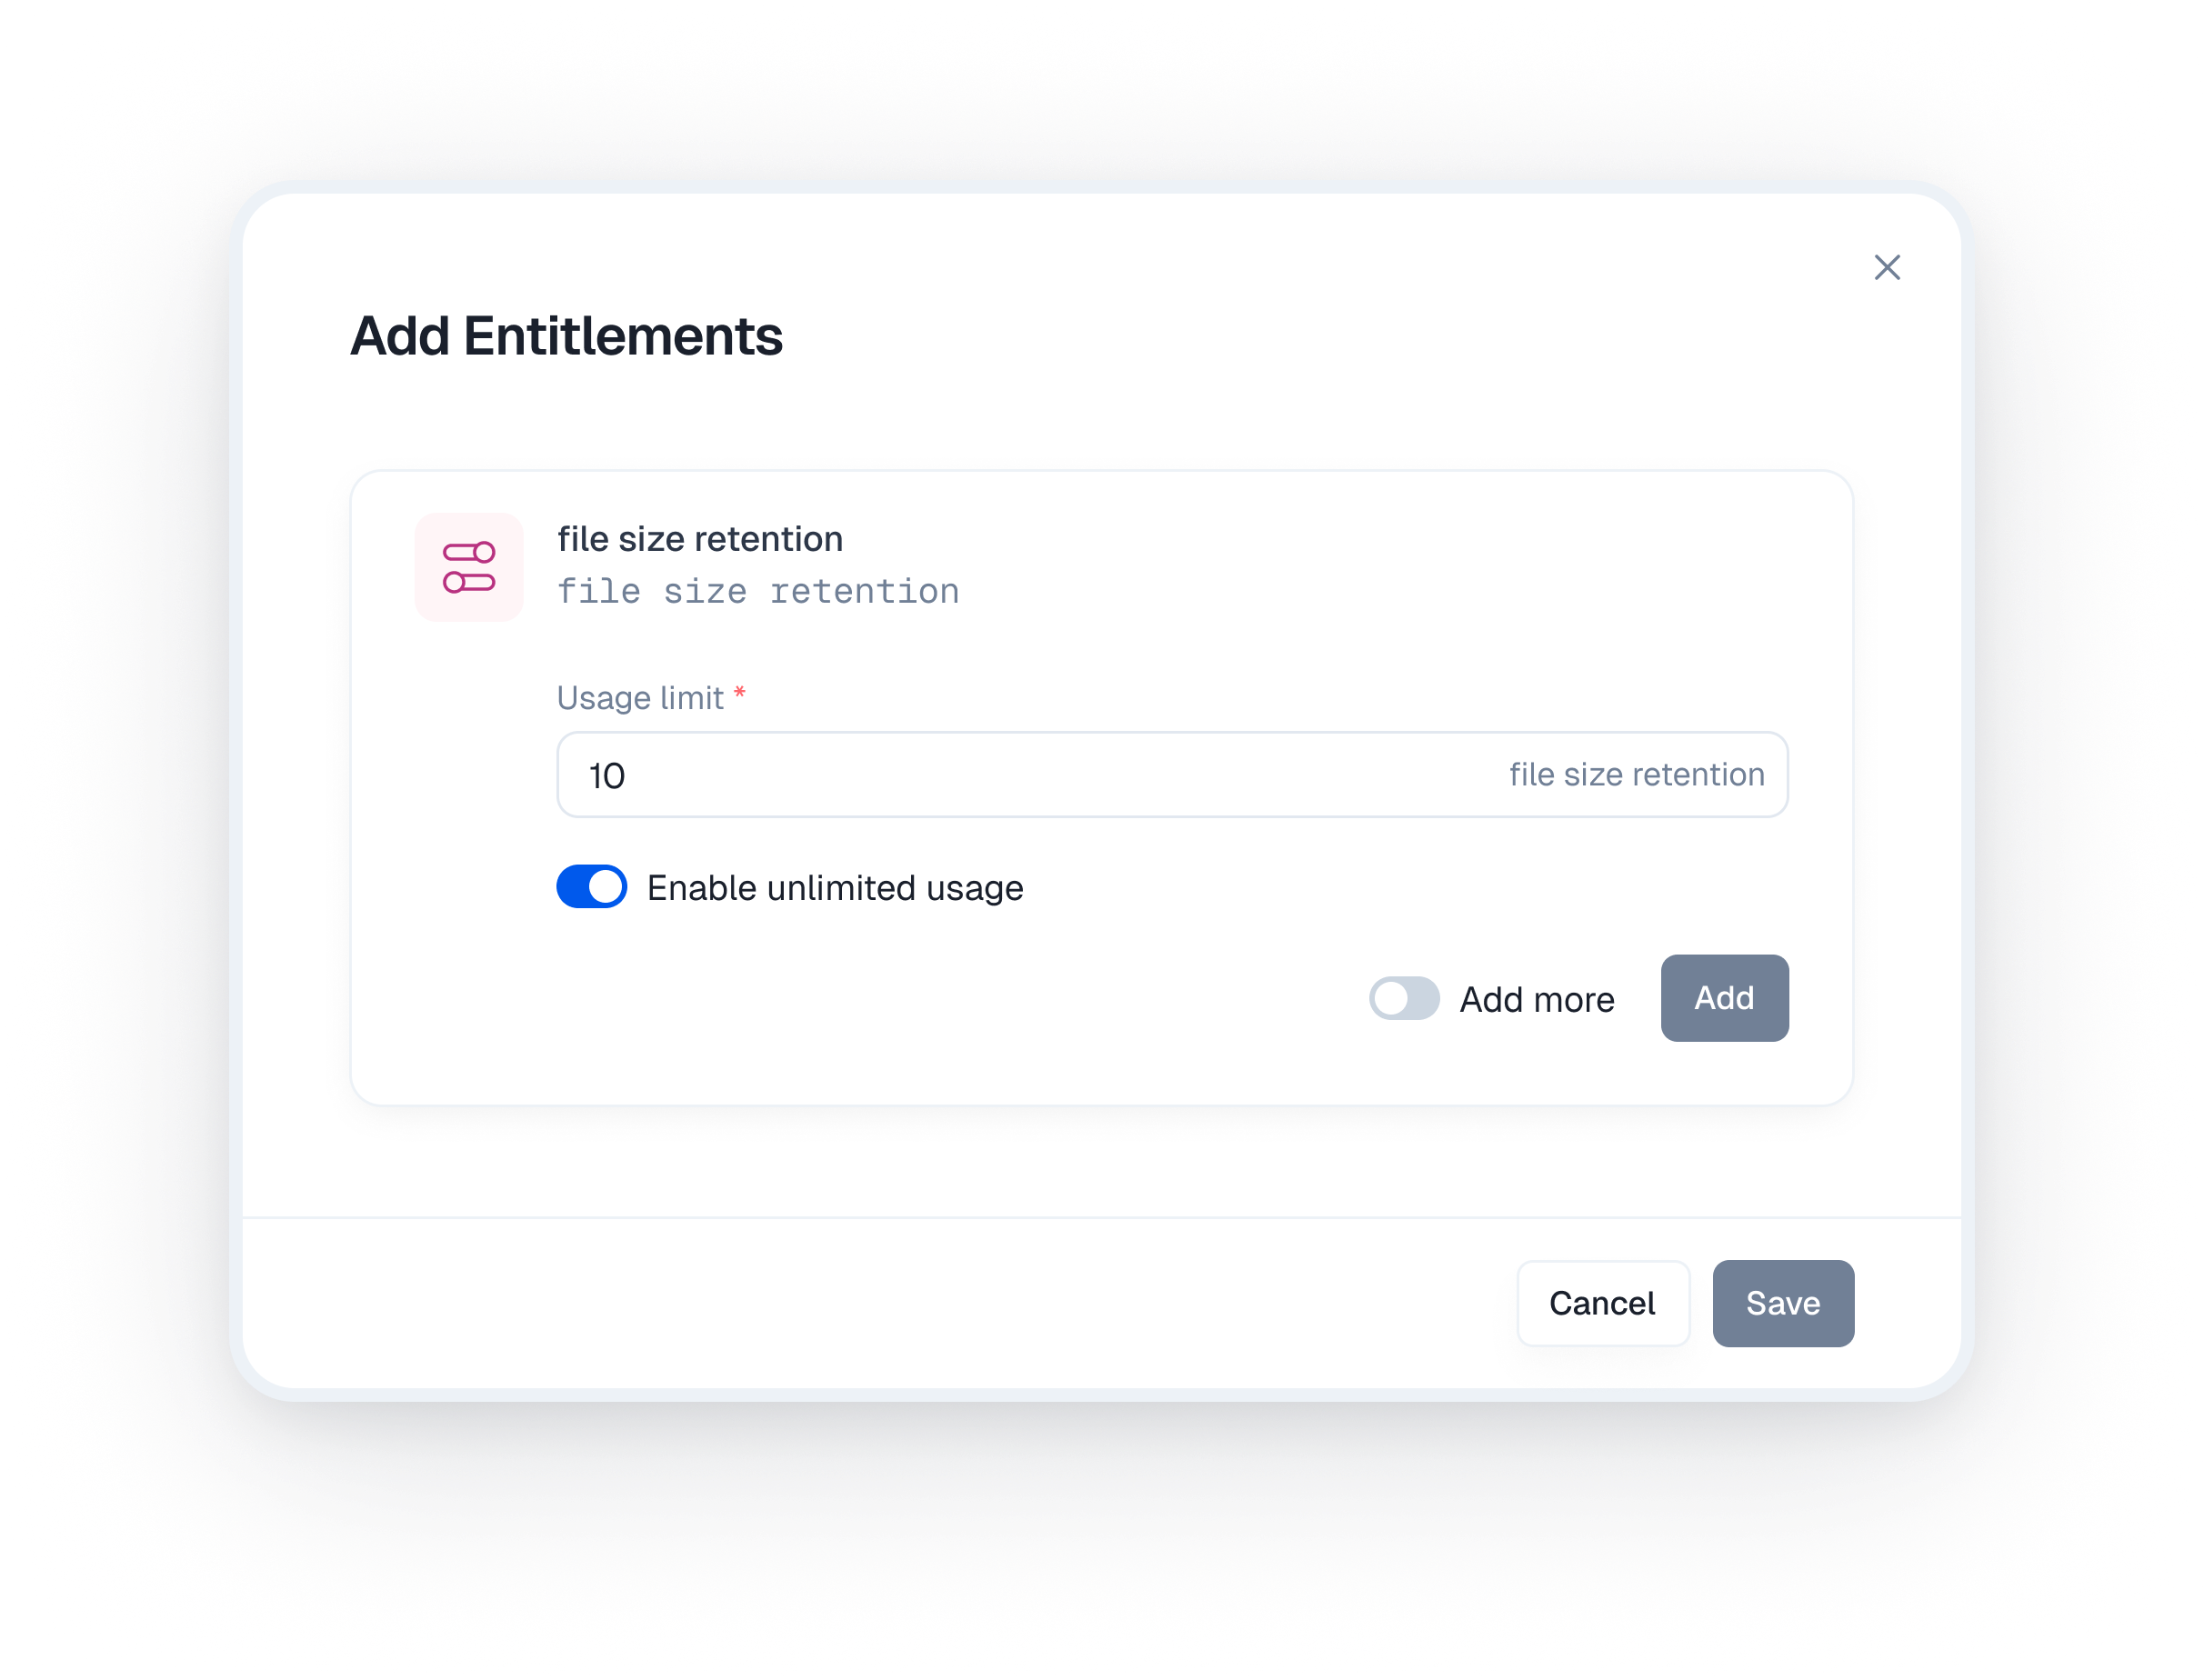 Add Entitlements
file size retention
file size retention
Usage limit *
10 file size retention
Enable unlimited usage
Add more Add
Cancel Save